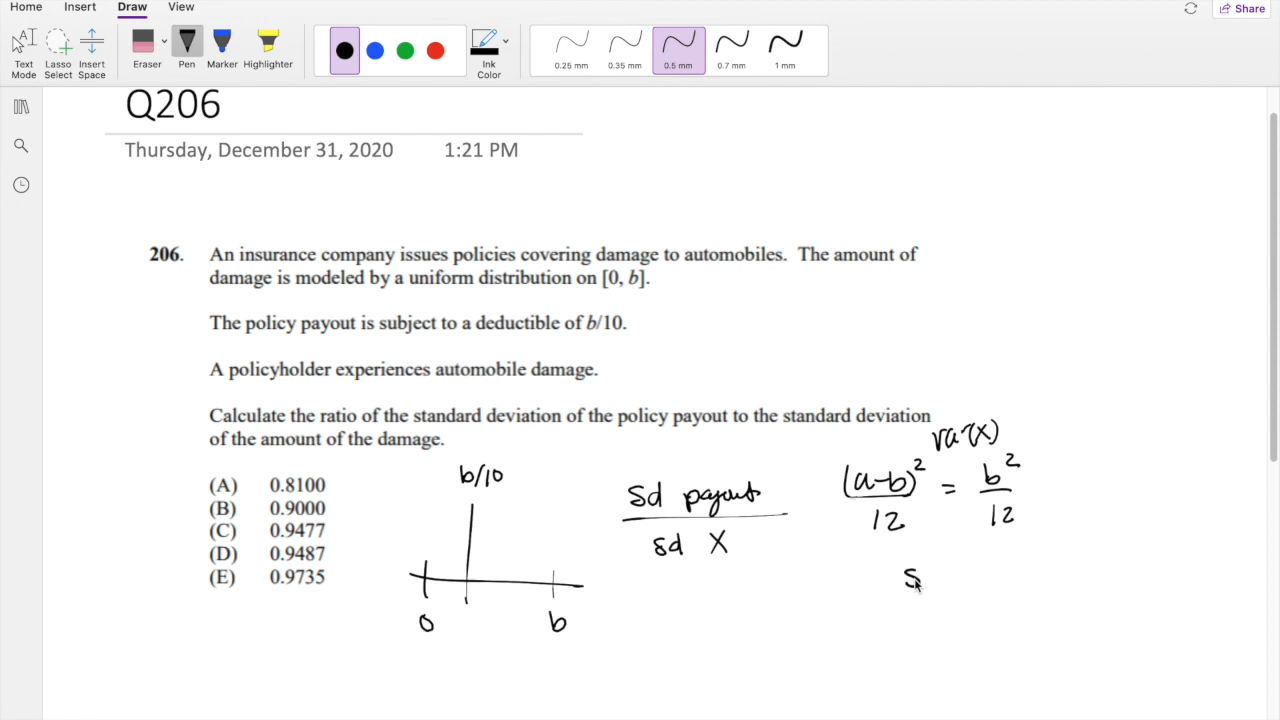 Home Insert Draw View Share
Text Mode Lasso Select Insert Space Eraser Pen Marker Highlighter Ink Color 0.25 mm 0.35 mm 0.5 mm 0.7 mm 1 mm
Q206
Thursday, December 31, 2020 1:21 PM
206. An insurance company issues policies covering damage to automobiles. The amount of
damage is modeled by a uniform distribution on [0, b].
The policy payout is subject to a deductible of b/10.
A policyholder experiences automobile damage.
Calculate the ratio of the standard deviation of the policy payout to the standard deviation
of the amount of the damage.
(A) 0.8100
(B) 0.9000
(C) 0.9477
(D) 0.9487
(E) 0.9735
b/10
0 b
Sd payout
sd X
var(X)
(a-b)² = b²
12 12
S